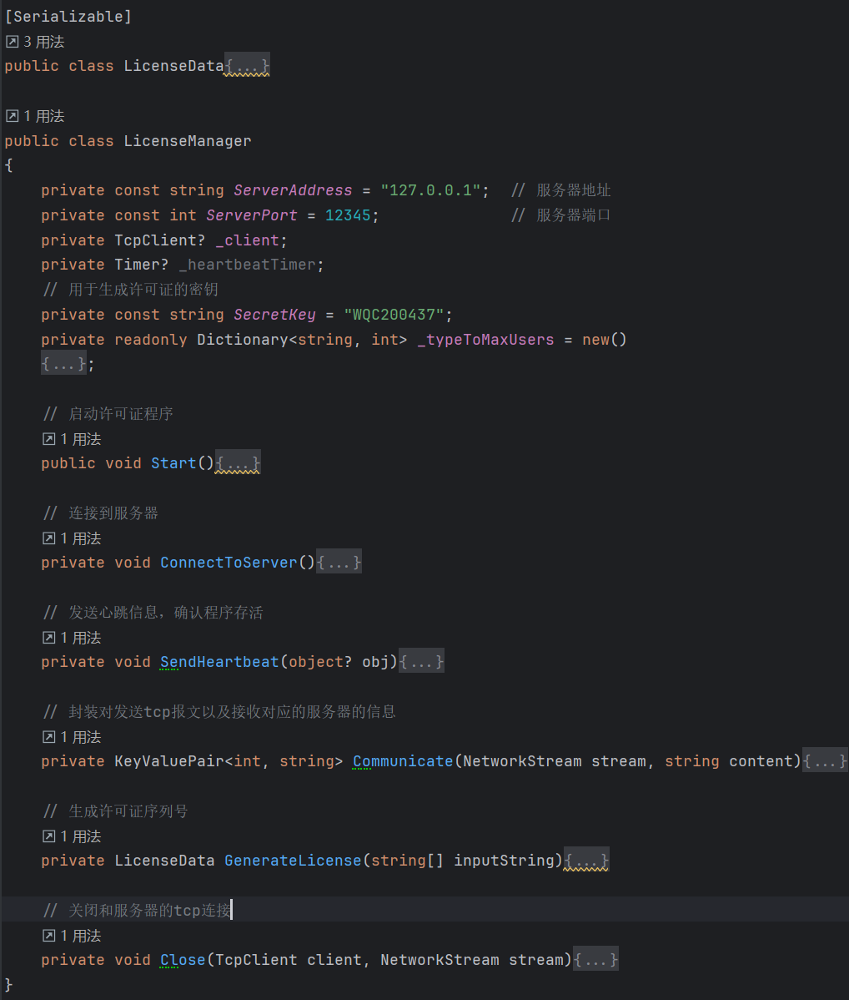 [Serializable]
3 用法
public class LicenseData{...}
1 用法
public class LicenseManager
{
private const string ServerAddress = "127.0.0.1";  // 服务器地址
private const int ServerPort = 12345;  // 服务器端口
private TcpClient? _client;
private Timer? _heartbeatTimer;
// 用于生成许可证的密钥
private const string SecretKey = "WQC200437";
private readonly Dictionary<string, int> _typeToMaxUsers = new()
{...};
// 启动许可证程序
1 用法
public void Start(){...}
// 连接到服务器
1 用法
private void ConnectToServer(){...}
// 发送心跳信息，确认程序存活
1 用法
private void SendHeartbeat(object? obj){...}
// 封装对发送tcp报文以及接收对应的服务器的信息
1 用法
private KeyValuePair<int, string> Communicate(NetworkStream stream, string content){...}
// 生成许可证序列号
1 用法
private LicenseData GenerateLicense(string[] inputString){...}
// 关闭和服务器的tcp连接
1 用法
private void Close(TcpClient client, NetworkStream stream){...}
}